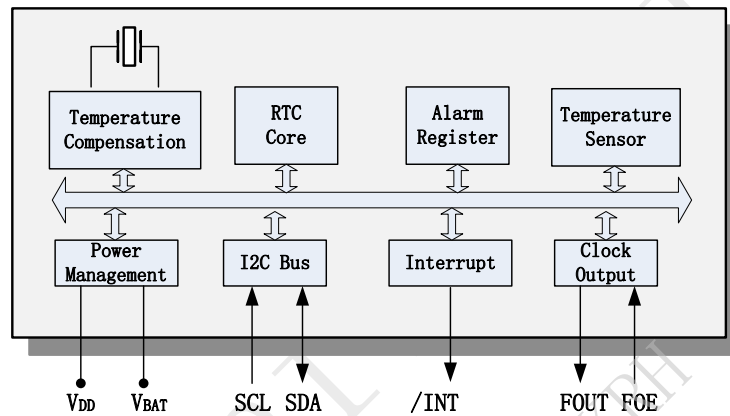 Temperature
Compensation
RTC
Core
Alarm
Register
Temperature
Sensor
Power
Management
I2C Bus
Interrupt
Clock
Output
VDD
VBAT
SCL
SDA
/INT
FOUT
FOE